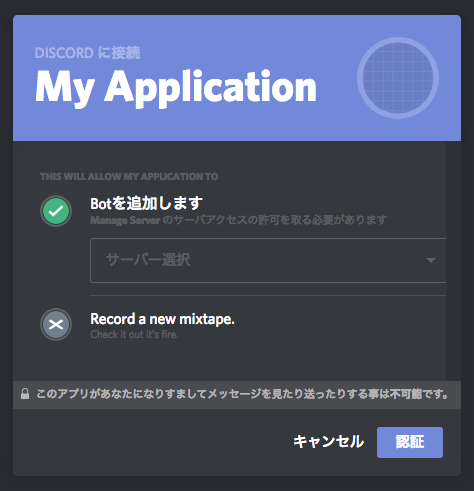 DISCORD に接続
My Application
THIS WILL ALLOW MY APPLICATION TO
Botを追加します
Manage Server のサーバアクセスの許可を取る必要があります
サーバー選択
Record a new mixtape.
Check it out it's fire.
このアプリがあなたになりすましてメッセージを見たり送ったりする事は不可能です。
キャンセル
認証